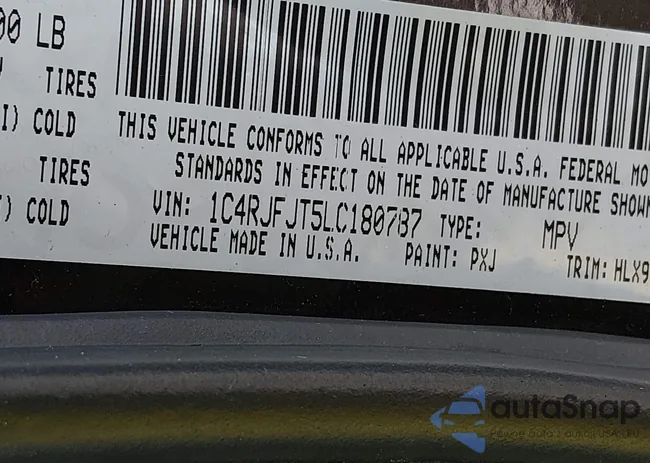 00 LB
TIRES
I) COLD
THIS VEHICLE CONFORMS TO ALL APPLICABLE U.S.A. FEDERAL MO
TIRES
STANDARDS IN EFFECT ON THE DATE OF MANUFACTURE SHOWN
) COLD
VIN: 1C4RJFJT5LC180787 TYPE: MPV
VEHICLE MADE IN U.S.A. PAINT: PXJ TRIM: HLX9
autaSnap